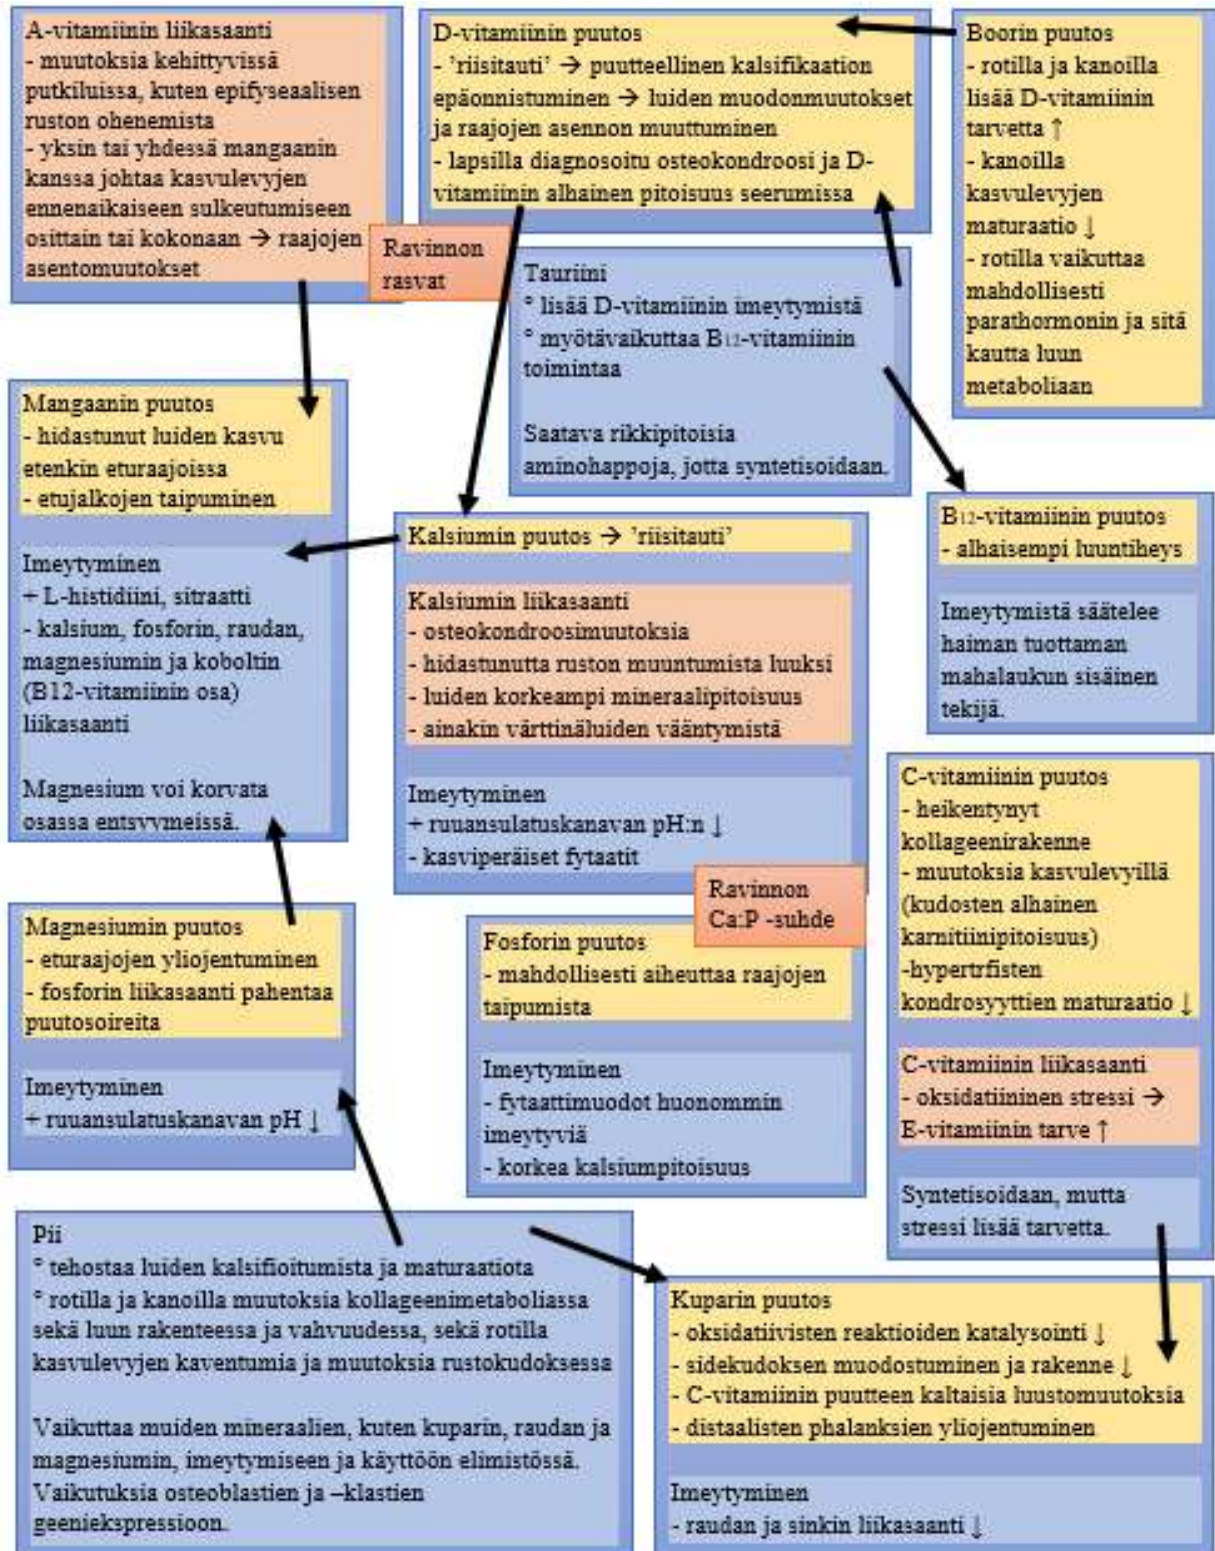 A-vitamiinin liikasaanti
- muutoksia kehittyvissä
putkiluissa, kuten epifyseaalisen
ruston ohenemista
- yksin tai yhdessä mangaanin
kanssa johtaa kasvulevyjen
ennenaikaiseen sulkeutumiseen
osittain tai kokonaan → raajojen
asentomuutokset
Ravinnon
rasvat
D-vitamiinin puutos
- 'riisitauti' → puutteellinen kalsifikaation
epäonnistuminen → luiden muodonmuutokset
ja raajojen asennon muuttuminen
- lapsilla diagnosoitu osteokondroosi ja D-
vitamiinin alhainen pitoisuus seerumissa
Boorin puutos
- rotilla ja kanoilla
lisää D-vitamiinin
tarvetta ↑
- kanoilla
kasvulevyjen
maturaatio ↓
- rotilla vaikuttaa
mahdollisesti
parathormonin ja sitä
kautta luun
metaboliaan
Tauriini
° lisää D-vitamiinin imeytymistä
° myötävaikuttaa B12-vitamiinin
toimintaa
Saatava rikkipitoisia
aminohappoja, jotta syntetisoidaan.
Mangaanin puutos
- hidastunut luiden kasvu
etenkin eturaajoissa
- etujalkojen taipuminen
Imeytyminen
+ L-histidiini, sitraatti
- kalsium, fosforin, raudan,
magnesiumin ja koboltin
(B12-vitamiinin osa)
liikasaanti
Magnesium voi korvata
osassa entsyymeissä.
Kalsiumin puutos → 'riisitauti'
Kalsiumin liikasaanti
- osteokondroosimuutoksia
- hidastunutta ruston muuntumista luuksi
- luiden korkeampi mineraalipitoisuus
- ainakin värttinäluiden vääntymistä
Imeytyminen
+ ruuansulatuskanavan pH:n ↓
- kasviperäiset fytaatit
Ravinnon
Ca:P -suhde
B12-vitamiinin puutos
- alhaisempi luuntiheys
Imeytymistä säätelee
haiman tuottaman
mahalaukun sisäinen
tekijä.
C-vitamiinin puutos
- heikentynyt
kollageenirakenne
- muutoksia kasvulevyillä
(kudosten alhainen
karnitiinipitoisuus)
-hypertrfisten
kondrosyyttien maturaatio ↓
C-vitamiinin liikasaanti
- oksidatiininen stressi →
E-vitamiinin tarve ↑
Syntetisoidaan, mutta
stressi lisää tarvetta.
Magnesiumin puutos
- eturaajojen yliojentuminen
- fosforin liikasaanti pahentaa
puutosoireita
Imeytyminen
+ ruuansulatuskanavan pH ↓
Fosforin puutos
- mahdollisesti aiheuttaa raajojen
taipumista
Imeytyminen
- fytaattimuodot huonommin
imeytyviä
- korkea kalsiumpitoisuus
Pii
° tehostaa luiden kalsifioitumista ja maturaatiota
° rotilla ja kanoilla muutoksia kollageenimetaboliassa
sekä luun rakenteessa ja vahvuudessa, sekä rotilla
kasvulevyjen kaventumia ja muutoksia rustokudoksessa
Vaikuttaa muiden mineraalien, kuten kuparin, raudan ja
magnesiumin, imeytymiseen ja käyttöön elimistössä.
Vaikutuksia osteoblastien ja –klastien
geeniekspressioon.
Kuparin puutos
- oksidatiivisten reaktioiden katalysointi ↓
- sidekudoksen muodostuminen ja rakenne ↓
- C-vitamiinin puutteen kaltaisia luustomuutoksia
- distaalisten phalanksien yliojentuminen
Imeytyminen
- raudan ja sinkin liikasaanti ↓